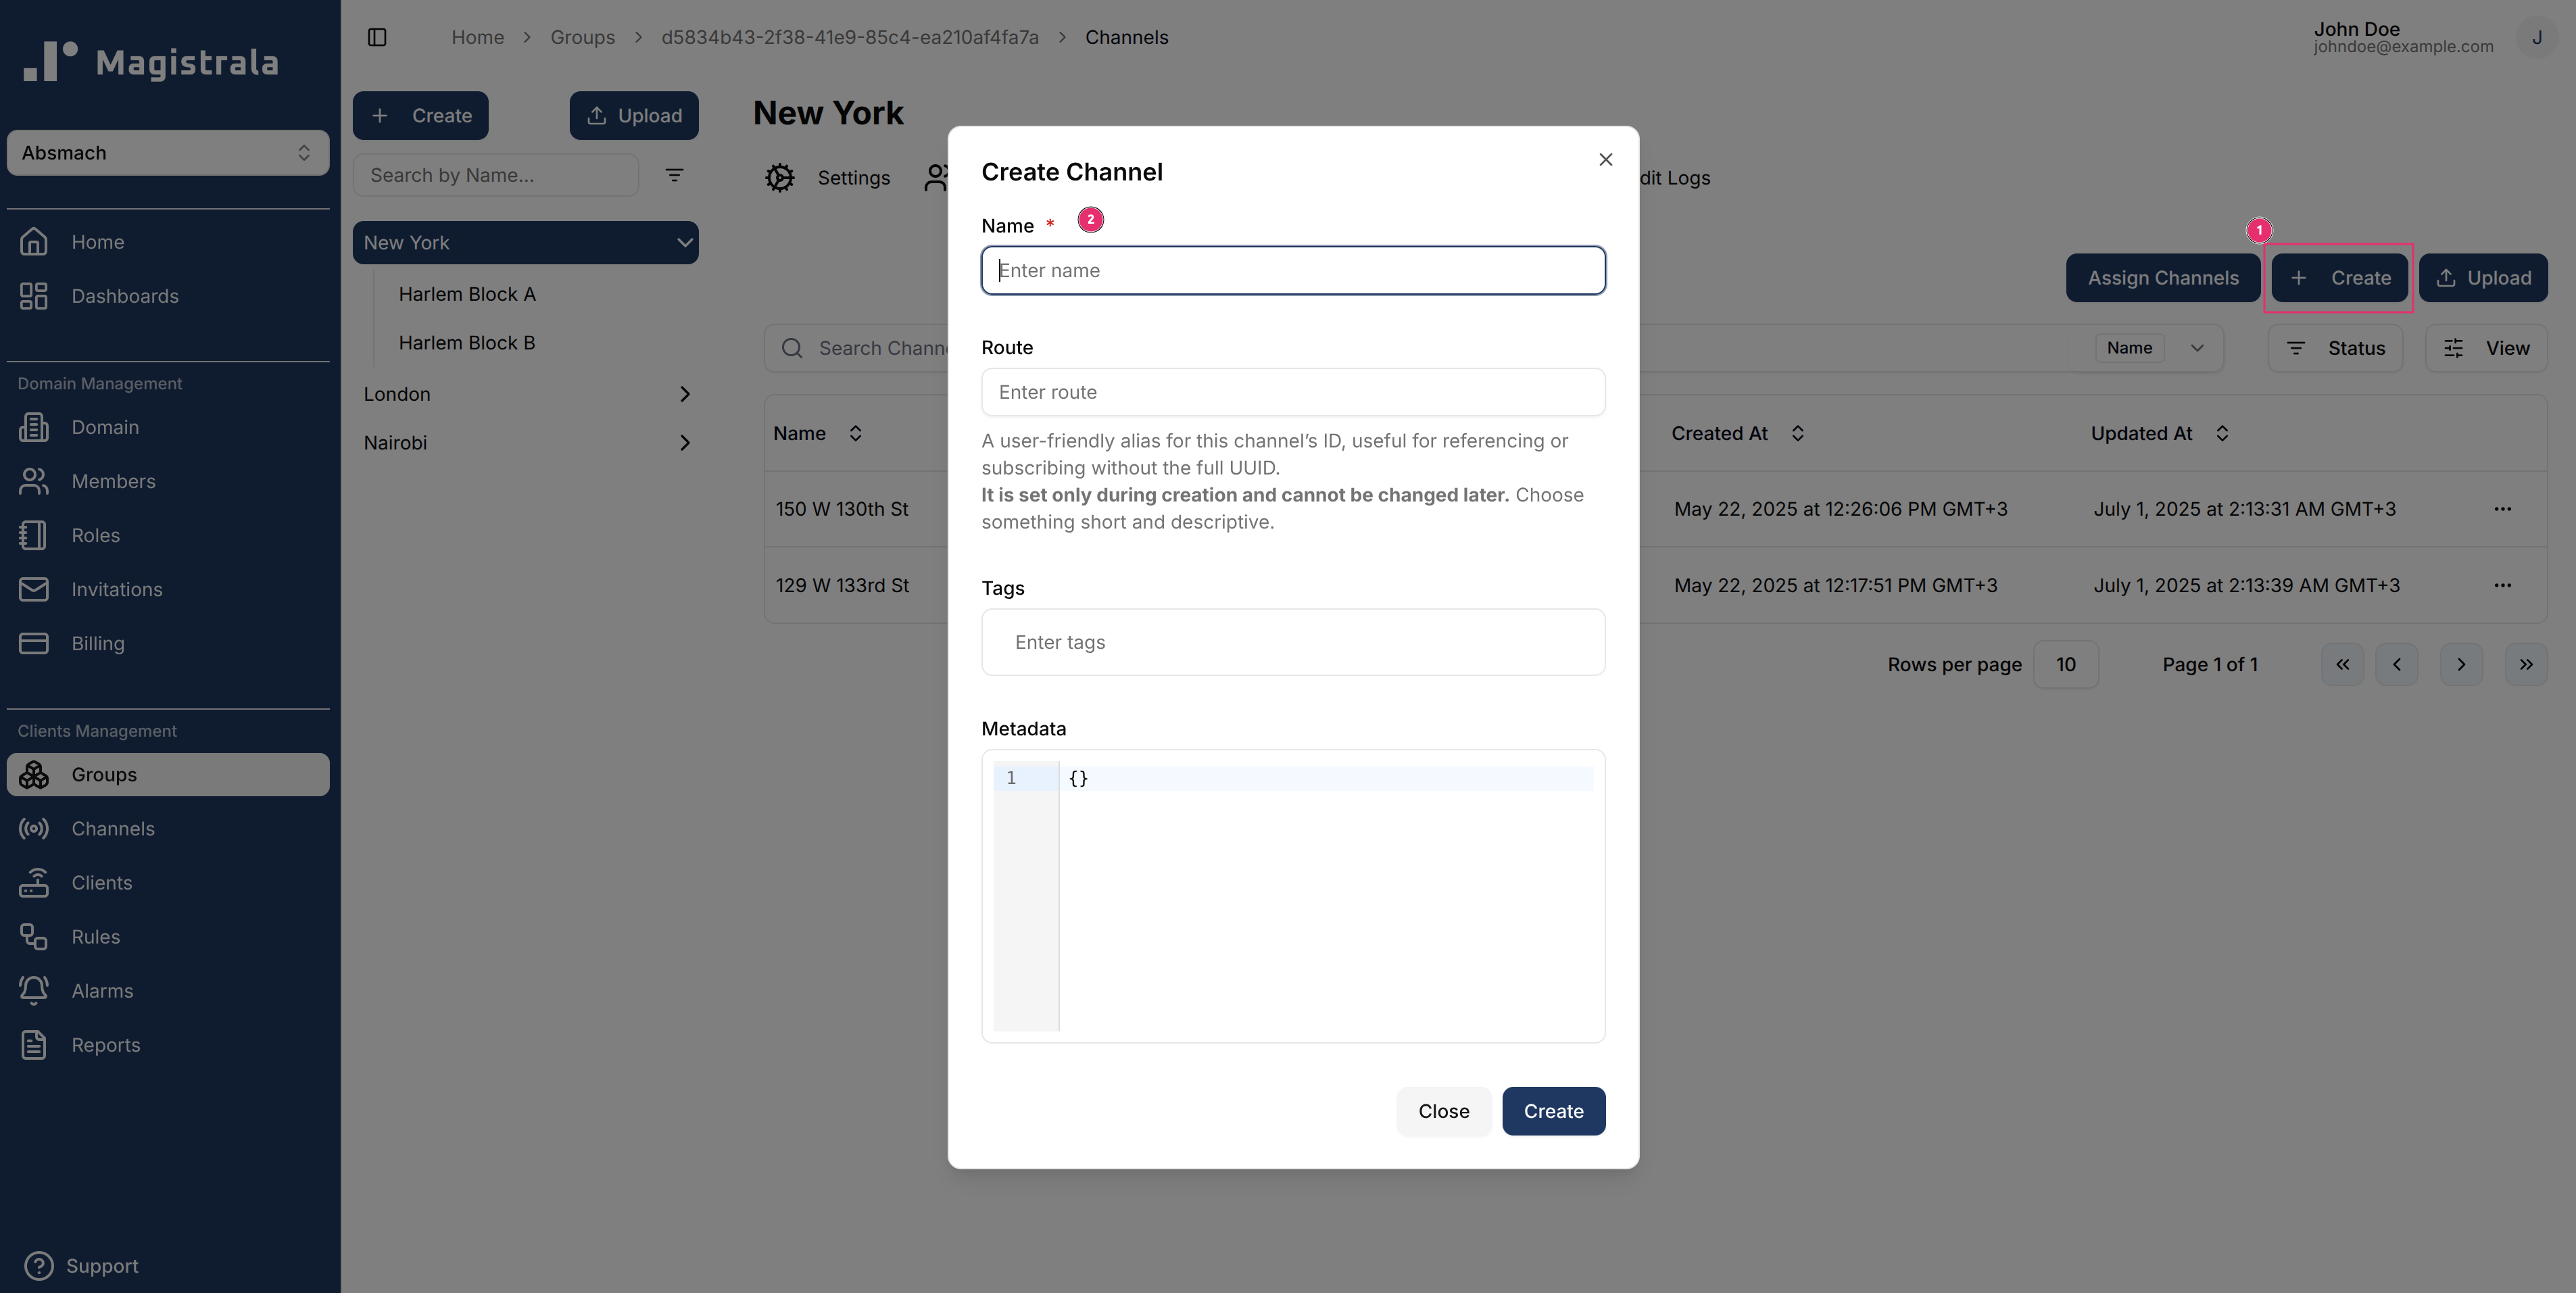 Magistrala
Absmach
Home
Dashboards
Domain Management
Domain
Members
Roles
Invitations
Billing
Clients Management
Groups
Channels
Clients
Rules
Alarms
Reports
Support
Home > Groups > d5834b43-2f38-41e9-85c4-ea210af4fa7a > Channels
John Doe
johndoe@example.com
J
Create
Upload
Search by Name...
New York
Harlem Block A
Harlem Block B
London
Nairobi
New York
Settings
dit Logs
1
Assign Channels
Create
Upload
Name
Status
View
Name
Created At
Updated At
150 W 130th St
May 22, 2025 at 12:26:06 PM GMT+3
July 1, 2025 at 2:13:31 AM GMT+3
129 W 133rd St
May 22, 2025 at 12:17:51 PM GMT+3
July 1, 2025 at 2:13:39 AM GMT+3
Rows per page
10
Page 1 of 1
Search Chann
Create Channel
Name *
2
Enter name
Route
Enter route
A user-friendly alias for this channel’s ID, useful for referencing or
subscribing without the full UUID.
It is set only during creation and cannot be changed later. Choose
something short and descriptive.
Tags
Enter tags
Metadata
1
{}
Close
Create